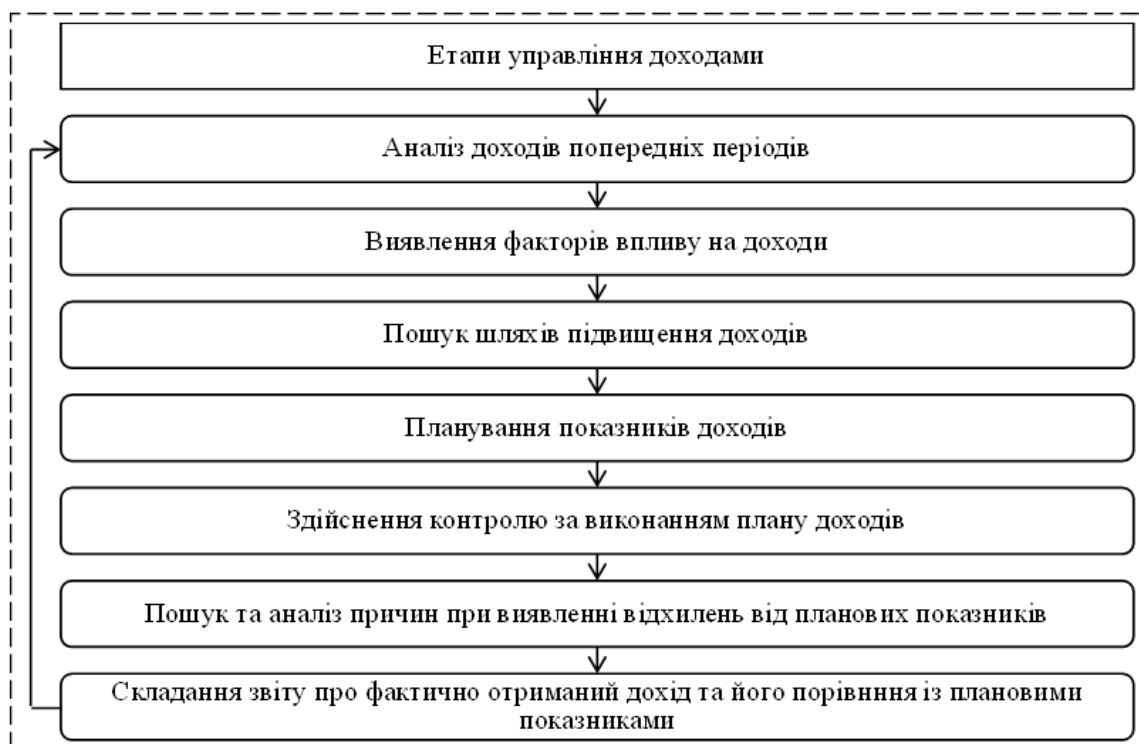 Етапи управління доходами
Аналіз доходів попередніх періодів
Виявлення факторів впливу на доходи
Пошук шляхів підвищення доходів
Планування показників доходів
Здійснення контролю за виконанням плану доходів
Пошук та аналіз причин при виявленні відхилень від планових показників
Складання звіту про фактично отриманий дохід та його порівнння із плановими
показниками